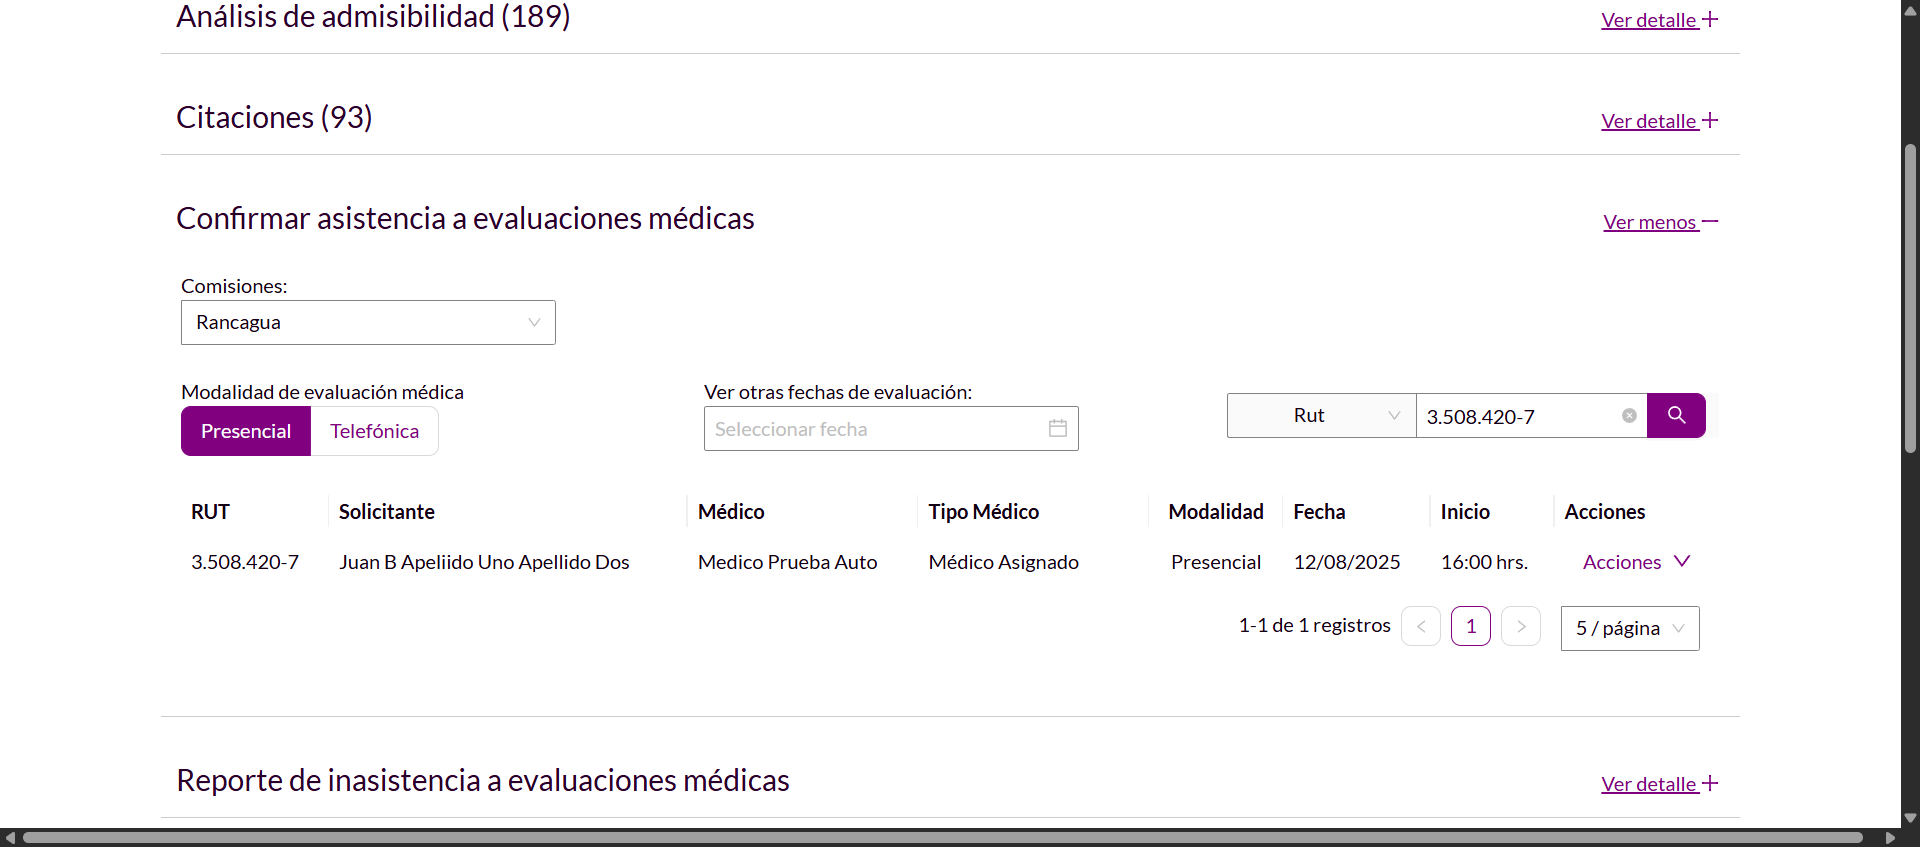 Análisis de admisibilidad (189)
Ver detalle
Citaciones (93)
Ver detalle
Confirmar asistencia a evaluaciones médicas
Ver menos
Comisiones:
Rancagua
Modalidad de evaluación médica
Presencial Telefónica
Ver otras fechas de evaluación:
Seleccionar fecha
Rut 3.508.420-7
RUT Solicitante Médico Tipo Médico Modalidad Fecha Inicio Acciones
3.508.420-7 Juan B Apeliido Uno Apellido Dos Medico Prueba Auto Médico Asignado Presencial 12/08/2025 16:00 hrs. Acciones
1-1 de 1 registros < 1 > 5 / página
Reporte de inasistencia a evaluaciones médicas
Ver detalle